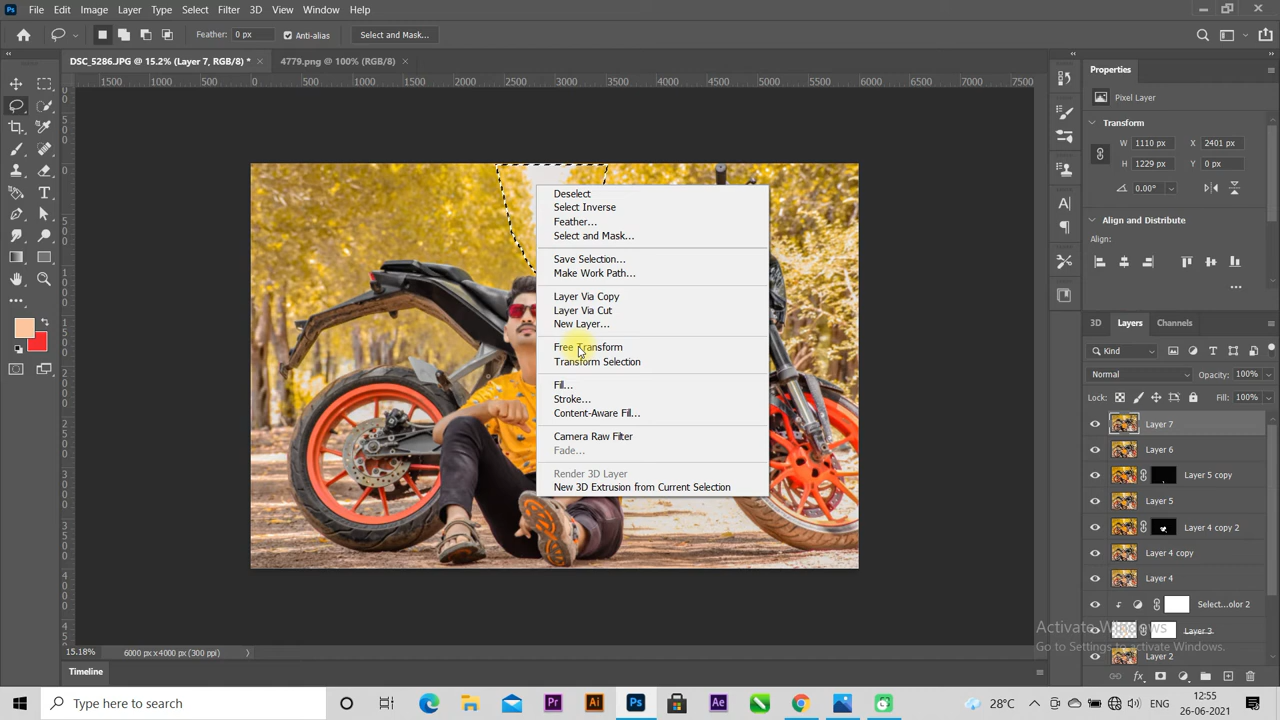 Ps File Edit Image Layer Type Select Filter 3D View Window Help
Feather: 0 px Anti-alias Select and Mask...
DSC_5286.JPG @ 15.2% (Layer 7, RGB/8) * × 4779.png @ 100% (RGB/8) ×
1500 1000 500 0 500 1000 1500 2000 2500 3000 3500 4000 4500 5000 5500 6000 6500 7000 7500
Properties
Pixel Layer
Transform
W 1110 px X 2401 px
H 1229 px Y 0 px
0.00°
Align and Distribute
Align:
Deselect
Select Inverse
Feather...
Select and Mask...
Save Selection...
Make Work Path...
Layer Via Copy
Layer Via Cut
New Layer...
Free Transform
Transform Selection
Fill...
Stroke...
Content-Aware Fill...
Camera Raw Filter
Fade...
Render 3D Layer
New 3D Extrusion from Current Selection
3D Layers Channels
Kind
Normal Opacity: 100%
Lock: Fill: 100%
Layer 7
Layer 6
Layer 5 copy
Layer 5
Layer 4 copy 2
Layer 4 copy
Layer 4
Select...olor 2
Layer 3
Layer 2
Activate Windows
Go to Settings to activate Windows.
15.18% 6000 px x 4000 px (300 ppi)
Timeline
Type here to search
Pr Ai Ps Ae
28°C ENG 12:55
26-06-2021